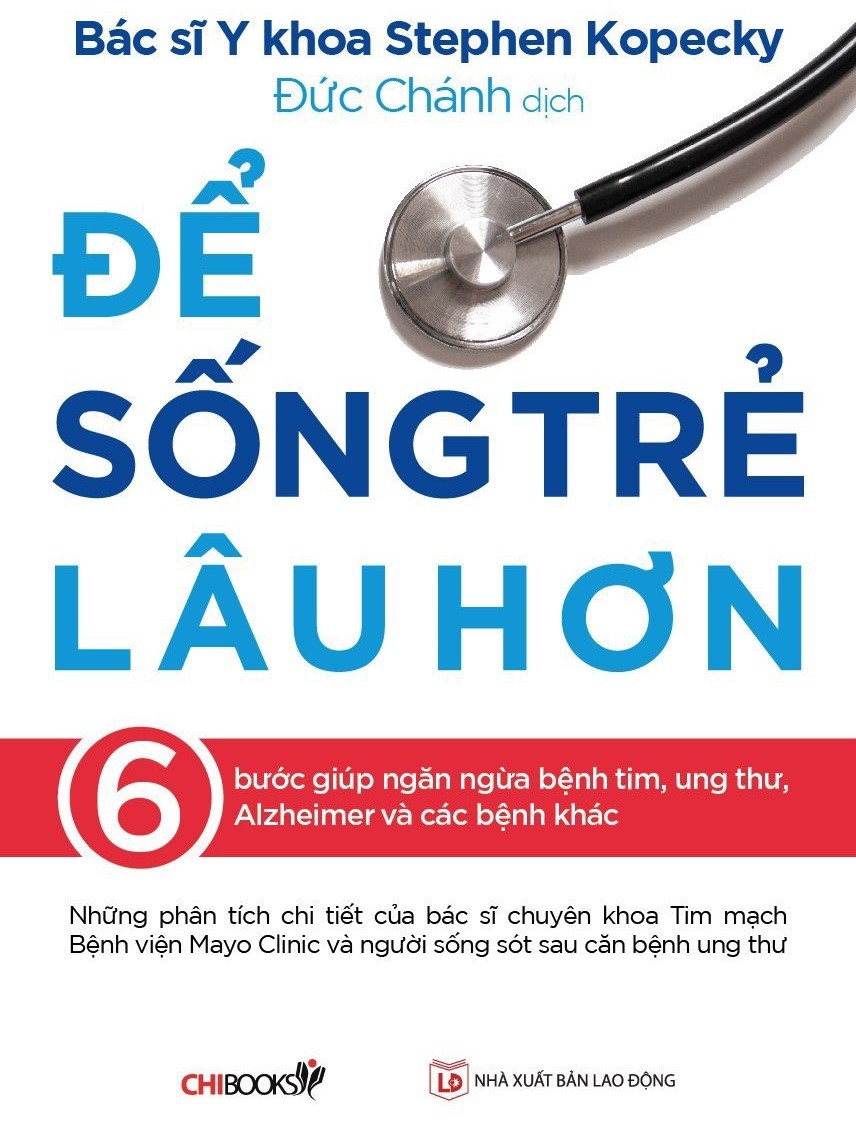 Bác sĩ Y khoa Stephen Kopecky
Đức Chánh dịch
ĐỂ
SỐNG TRẺ
LÂU HƠN
6
bước giúp ngăn ngừa bệnh tim, ung thư,
Alzheimer và các bệnh khác
Những phân tích chi tiết của bác sĩ chuyên khoa Tim mạch
Bệnh viện Mayo Clinic và người sống sót sau căn bệnh ung thư
CHIBOOKS
LĐ NHÀ XUẤT BẢN LAO ĐỘNG